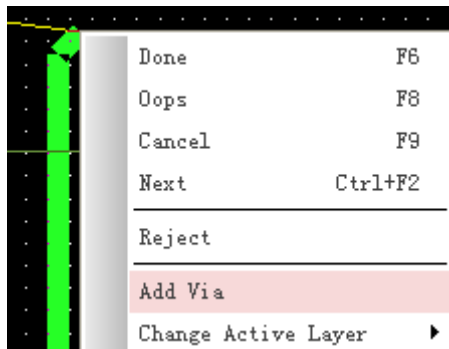 Done F6
Oops F8
Cancel F9
Next Ctrl+F2
Reject
Add Via
Change Active Layer